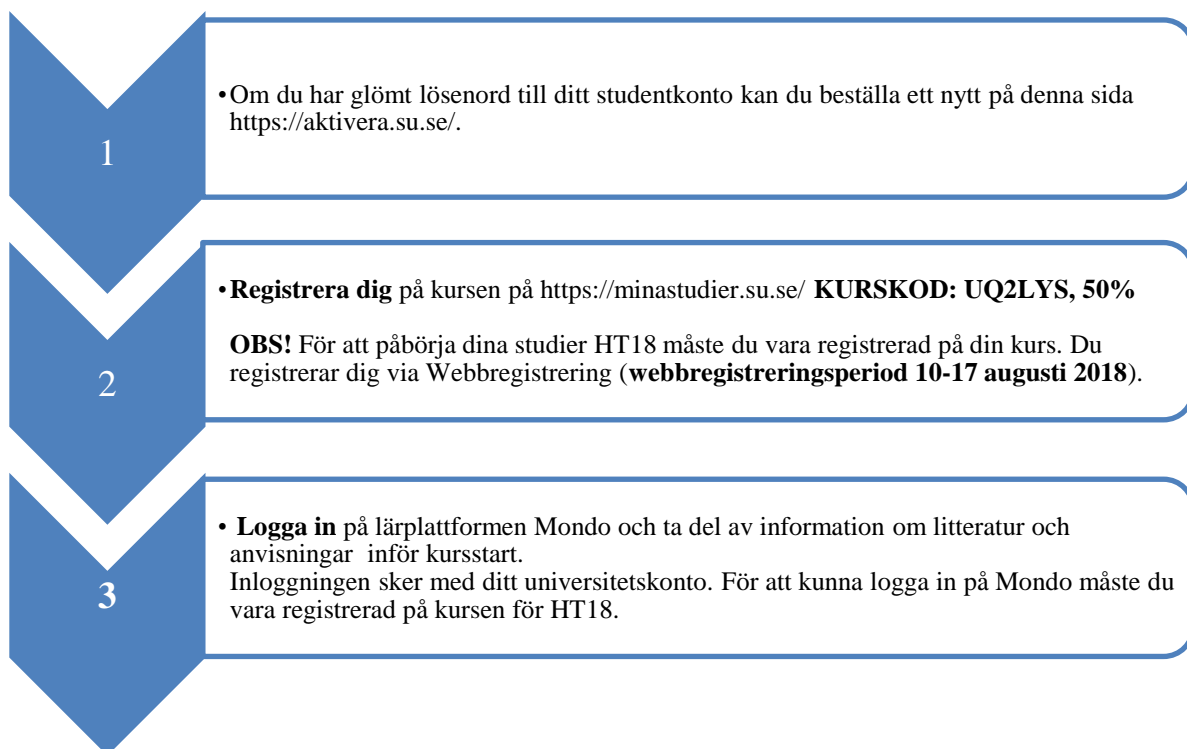 1
•Om du har glömt lösenord till ditt studentkonto kan du beställa ett nytt på denna sida
https://aktivera.su.se/.
2
•Registrera dig på kursen på https://minastudier.su.se/ KURSKOD: UQ2LYS, 50%
OBS! För att påbörja dina studier HT18 måste du vara registrerad på din kurs. Du
registrerar dig via Webbregistrering (webbregistreringsperiod 10-17 augusti 2018).
3
• Logga in på lärplattformen Mondo och ta del av information om litteratur och
anvisningar inför kursstart.
Inloggningen sker med ditt universitetskonto. För att kunna logga in på Mondo måste du
vara registrerad på kursen för HT18.